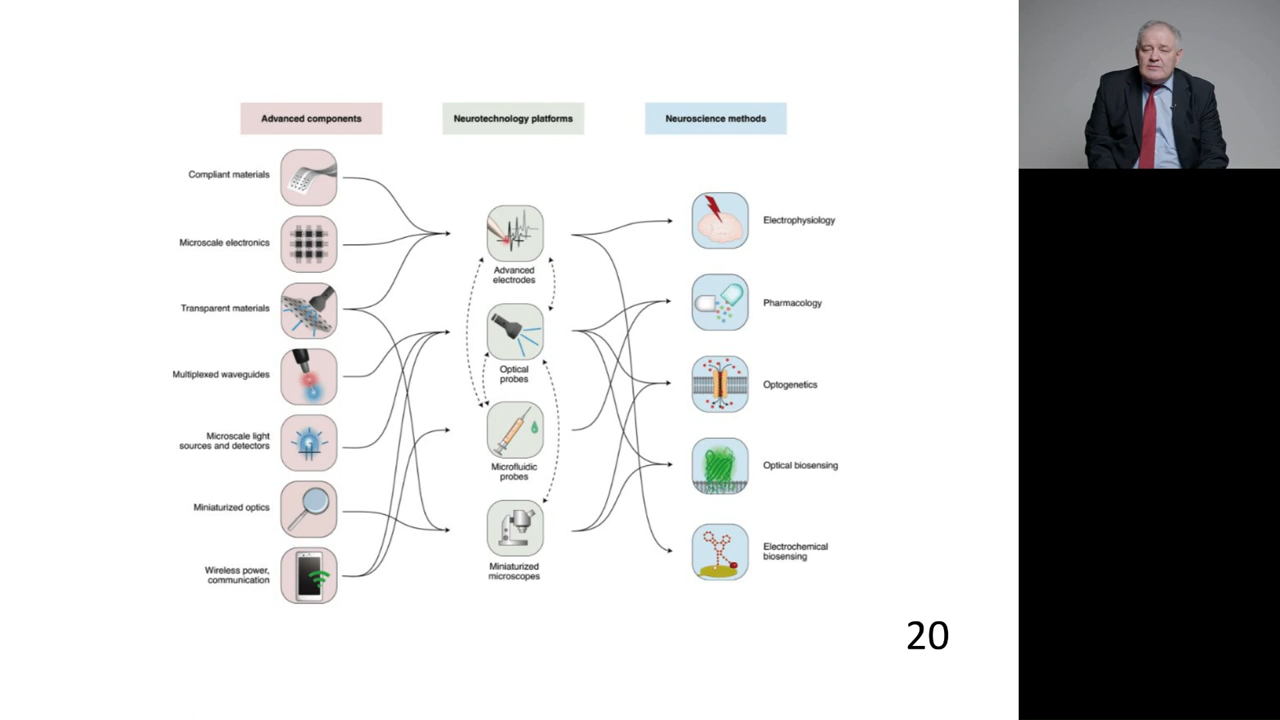 Advanced components
Neurotechnology platforms
Neuroscience methods
Compliant materials
Microscale electronics
Transparent materials
Multiplexed waveguides
Microscale light
sources and detectors
Miniaturized optics
Wireless power,
communication
Advanced
electrodes
Optical
probes
Microfluidic
probes
Miniaturized
microscopes
Electrophysiology
Pharmacology
Optogenetics
Optical biosensing
Electrochemical
biosensing
20